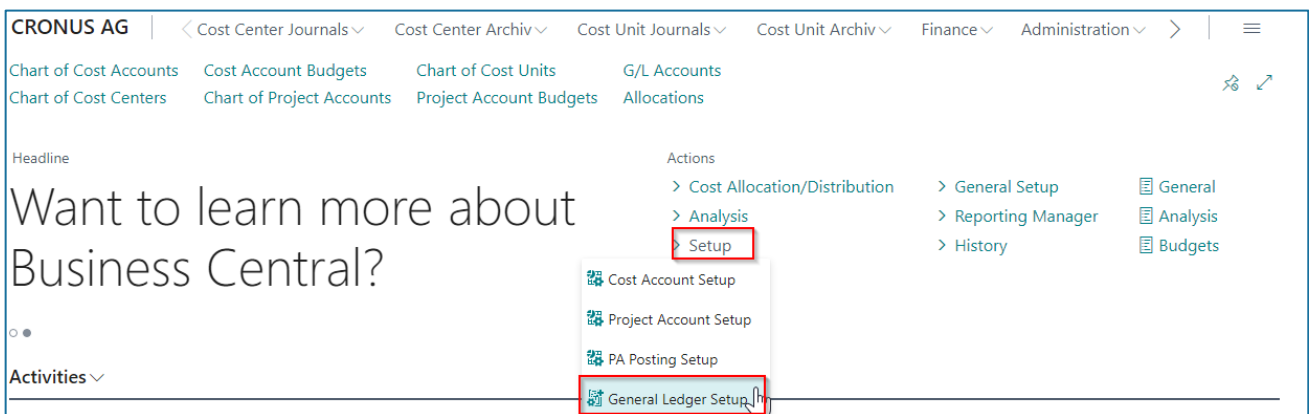 CRONUS AG Cost Center Journals Cost Center Archiv Cost Unit Journals Cost Unit Archiv Finance Administration
Chart of Cost Accounts Cost Account Budgets Chart of Cost Units G/L Accounts
Chart of Cost Centers Chart of Project Accounts Project Account Budgets Allocations
Headline
Want to learn more about
Business Central?
Actions
Cost Allocation/Distribution General Setup General
Analysis Reporting Manager Analysis
Setup History Budgets
Cost Account Setup
Project Account Setup
PA Posting Setup
General Ledger Setup
Activities